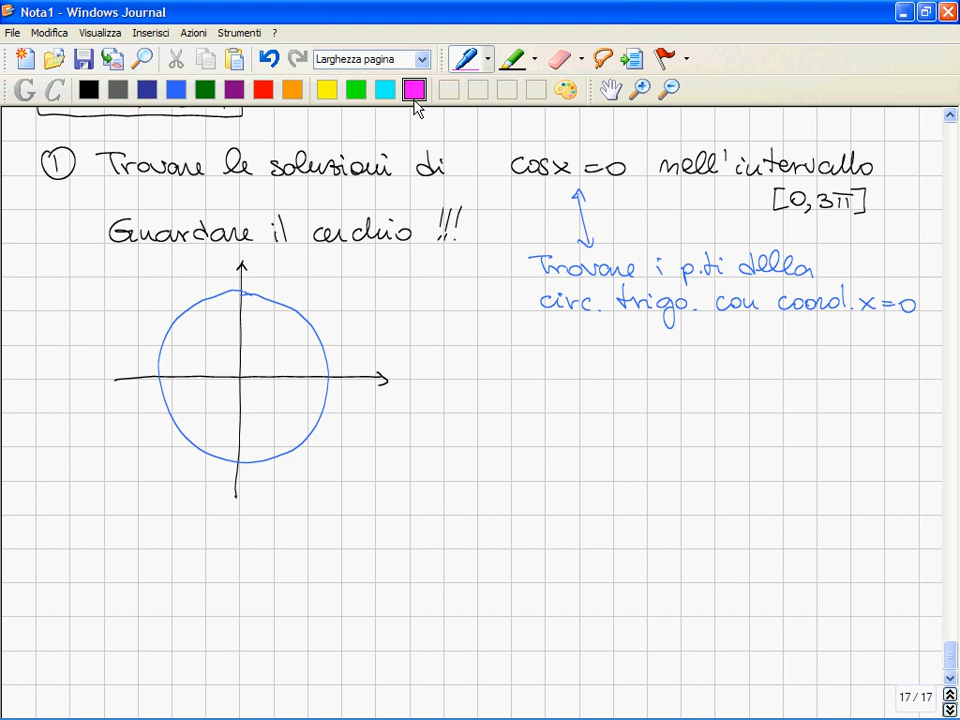 Nota1 - Windows Journal
File Modifica Visualizza Inserisci Azioni Strumenti ?
Larghezza pagina
G C
① Trovare le soluzioni di cosx = 0 nell'intervallo
[0, 3π]
Guardare il cerchio !!!
Trovare i p.ti della
circ. trigo. con coord. x = 0
17 / 17